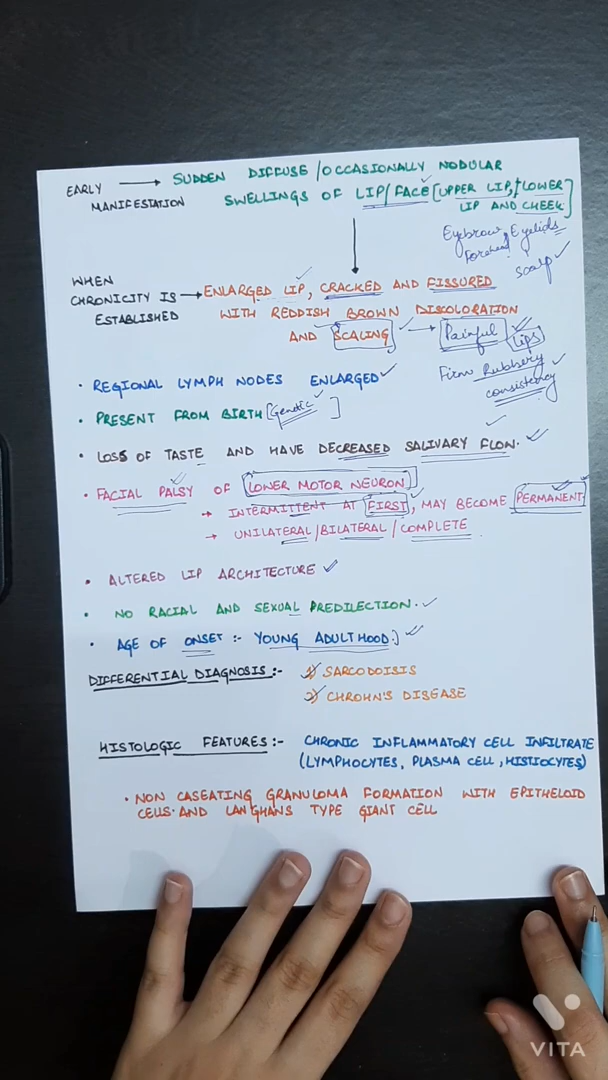 EARLY MANIFESTATION → SUDDEN DIFFUSE/OCCASIONALLY NODULAR
SWELLINGS OF LIP/FACE [UPPER LIP, LOWER
LIP AND CHEEK]
Eyebrow, Eyelids
Forehead
Scalp
WHEN CHRONICITY IS ESTABLISHED → ENLARGED LIP, CRACKED AND FISSURED
WITH REDDISH BROWN DISCOLORATION
AND SCALING → Painful Lips
Firm Rubbery
consistency
• REGIONAL LYMPH NODES ENLARGED
• PRESENT FROM BIRTH [Genetic]
• LOSS OF TASTE AND HAVE DECREASED SALIVARY FLOW.
• FACIAL PALSY OF [LOWER MOTOR NEURON]
→ INTERMITTENT AT FIRST, MAY BECOME PERMANENT
→ UNILATERAL/BILATERAL/COMPLETE
• ALTERED LIP ARCHITECTURE
• NO RACIAL AND SEXUAL PREDILECTION.
• AGE OF ONSET :- YOUNG ADULTHOOD.
DIFFERENTIAL DIAGNOSIS :- 1) SARCODOISIS
2) CHROHN'S DISEASE
HISTOLOGIC FEATURES :- CHRONIC INFLAMMATORY CELL INFILTRATE
(LYMPHOCYTES, PLASMA CELL, HISTIOCYTES)
• NON CASEATING GRANULOMA FORMATION WITH EPITHELOID
CELLS. AND LANGHANS TYPE GIANT CELL
VITA